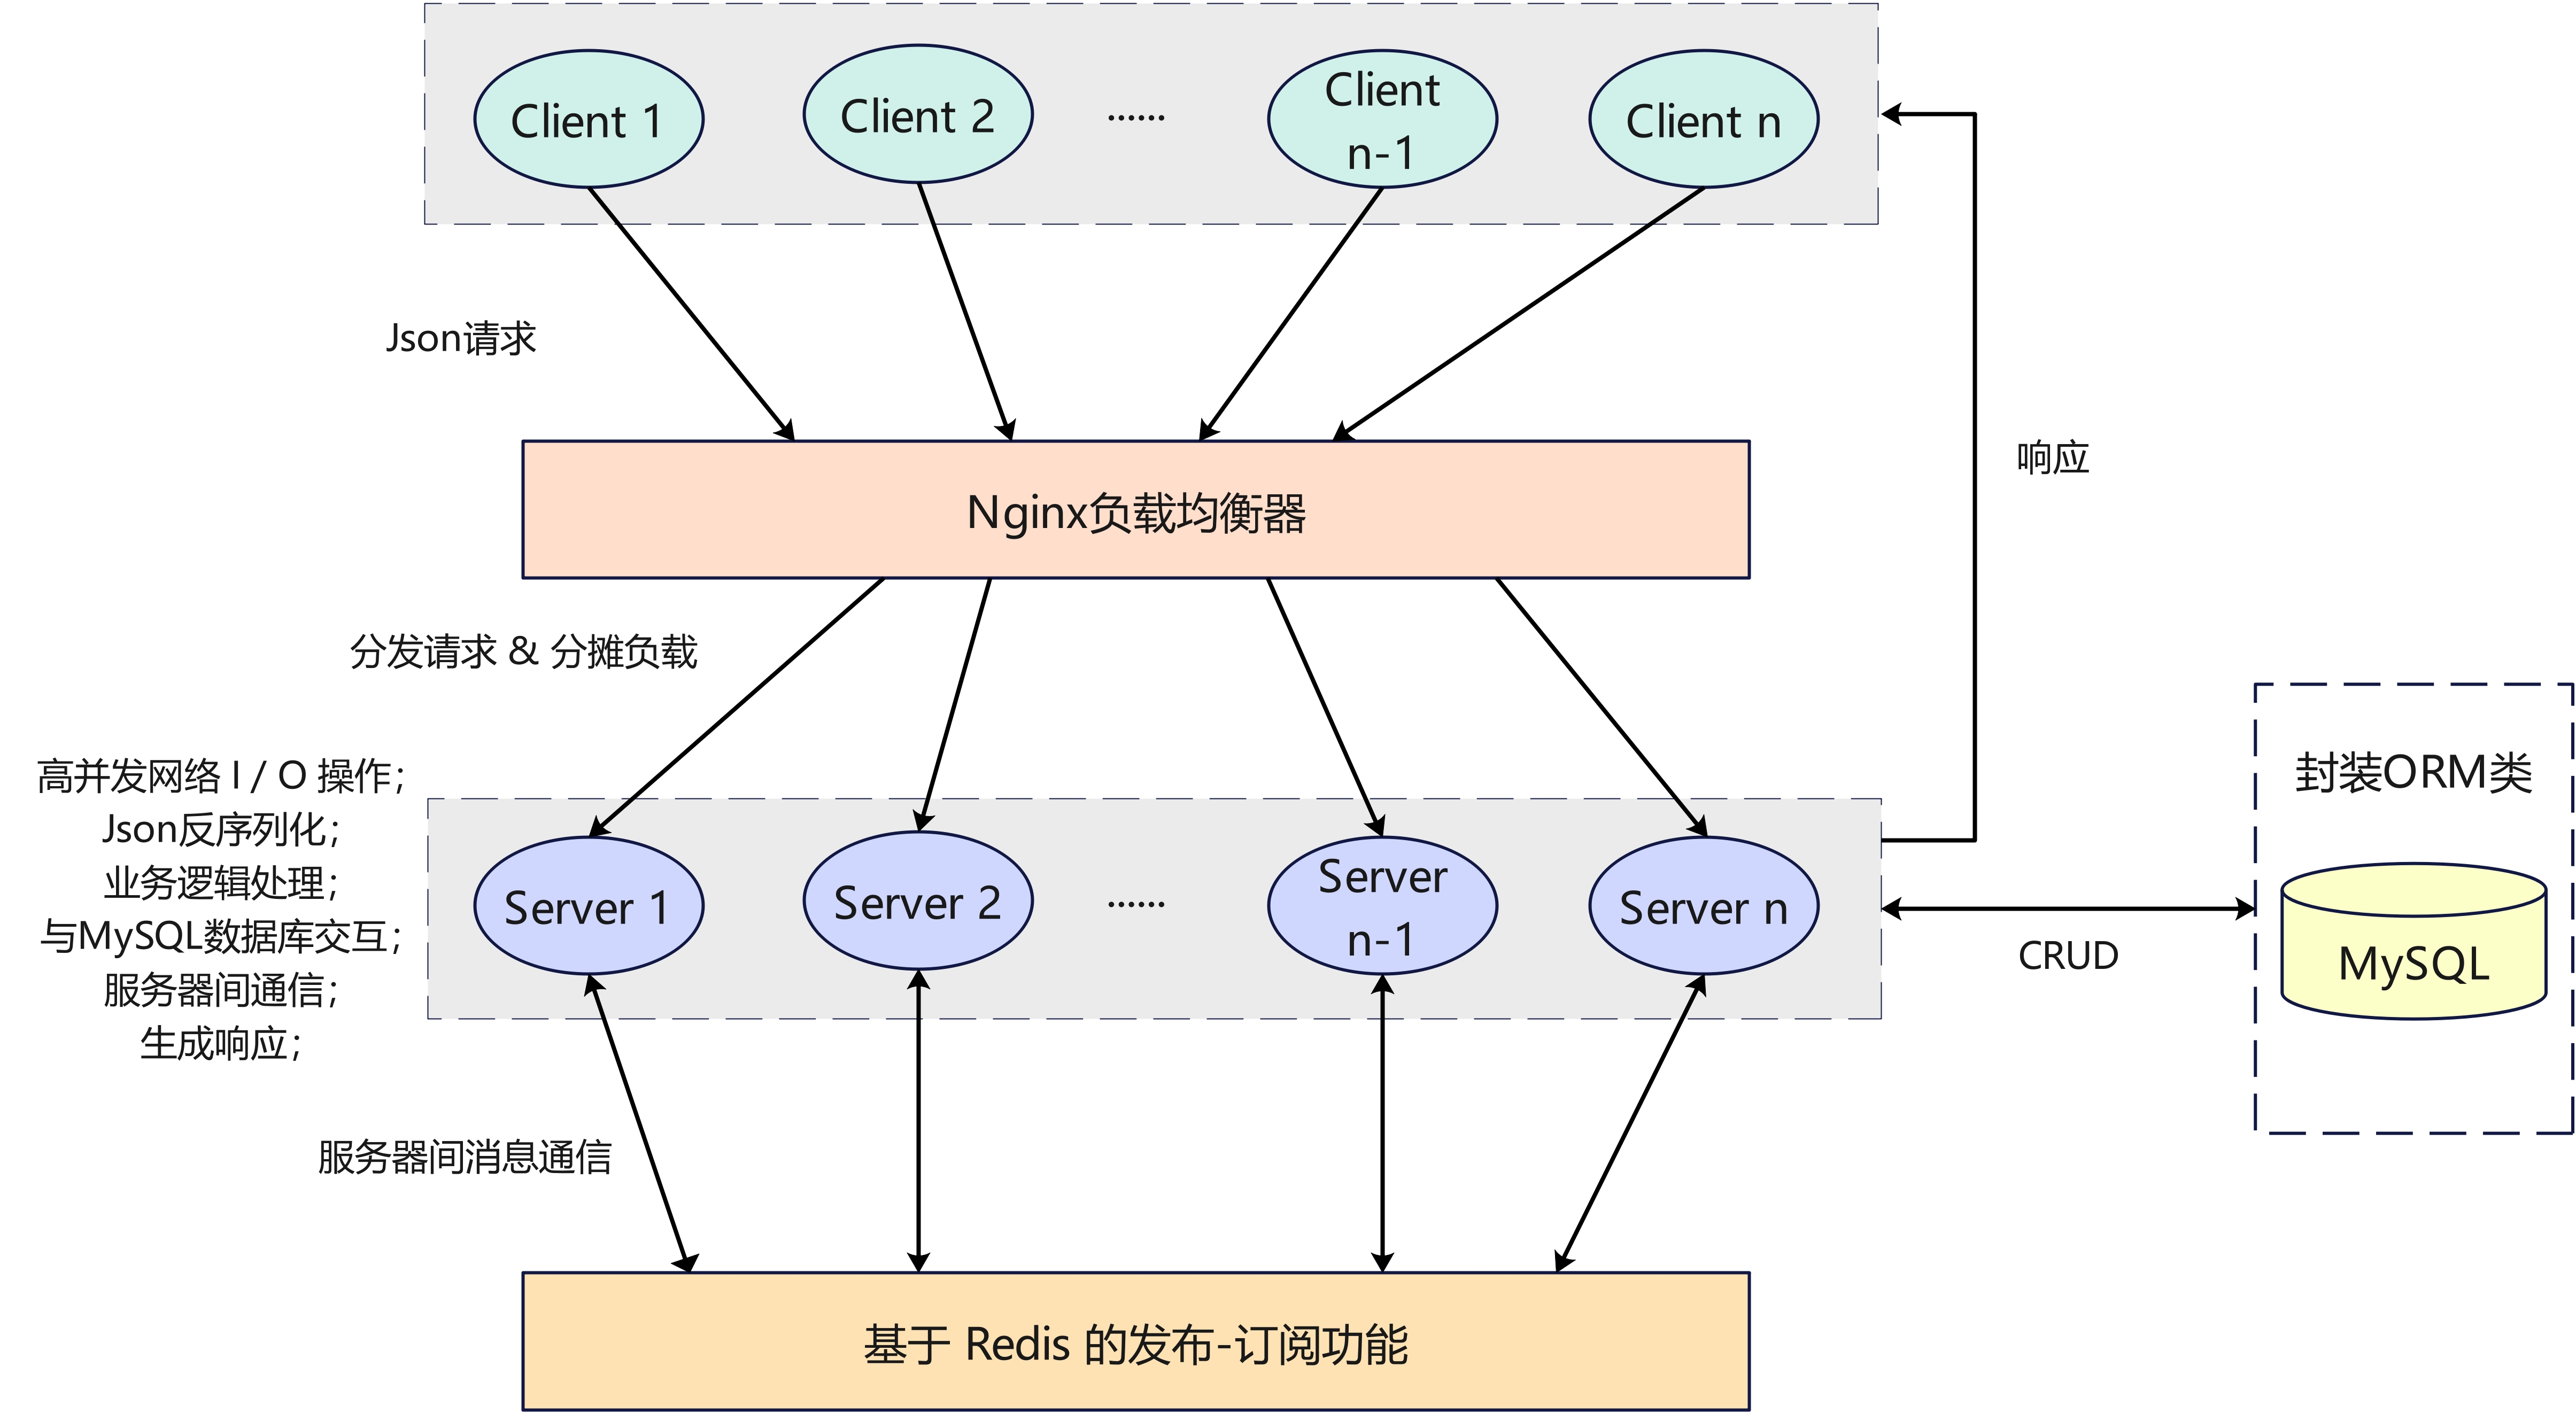 Client 1
Client 2
······
Client
n-1
Client n
Json请求
响应
Nginx负载均衡器
分发请求 & 分摊负载
高并发网络 I / O 操作；
Json反序列化；
业务逻辑处理；
与MySQL数据库交互；
服务器间通信；
生成响应；
Server 1
Server 2
······
Server
n-1
Server n
CRUD
封装ORM类
MySQL
服务器间消息通信
基于 Redis 的发布-订阅功能